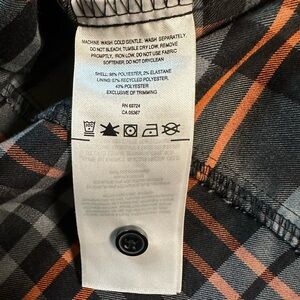 MACHINE WASH COLD GENTLE, WASH SEPARATELY,
DO NOT BLEACH, TUMBLE DRY LOW, REMOVE
PROMPTLY, IRON LOW, DO NOT USE FABRIC
SOFTENER, DO NOT DRYCLEAN
SHELL: 98% POLYESTER, 2% ELASTANE
LINING: 57% RECYCLED POLYESTER,
43% POLYESTER
EXCLUSIVE OF TRIMMING
RN 69724
CA 05367